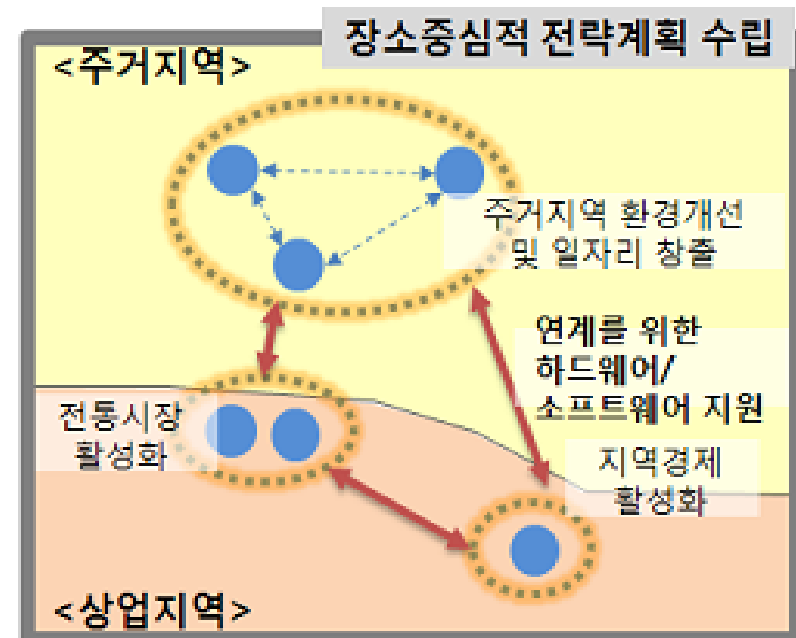 장소중심적 전략계획 수립
<주거지역>
주거지역 환경개선
및 일자리 창출
연계를 위한
하드웨어/
소프트웨어 지원
전통시장
활성화
지역경제
활성화
<상업지역>